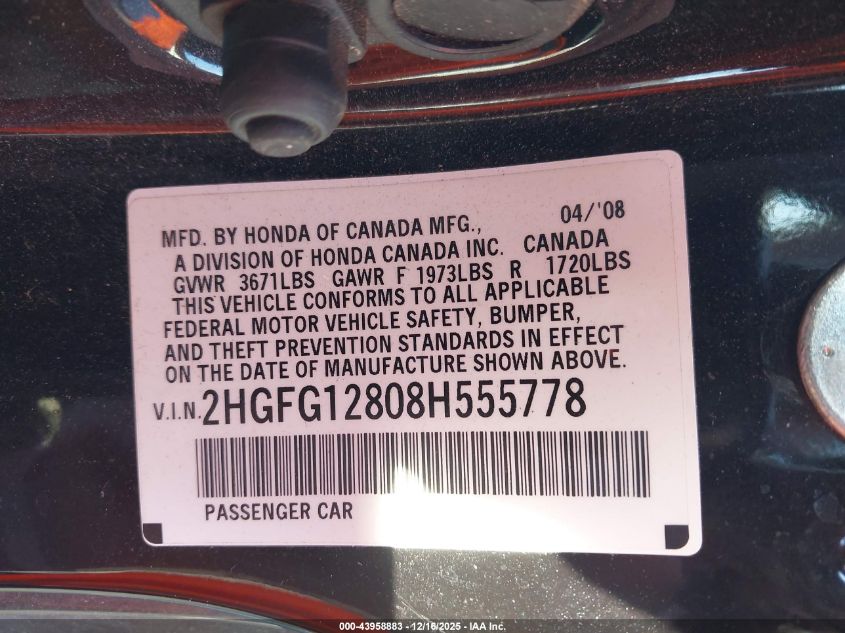 MFD. BY HONDA OF CANADA MFG., 04/'08
A DIVISION OF HONDA CANADA INC. CANADA
GVWR 3671LBS GAWR F 1973LBS R 1720LBS
THIS VEHICLE CONFORMS TO ALL APPLICABLE
FEDERAL MOTOR VEHICLE SAFETY, BUMPER,
AND THEFT PREVENTION STANDARDS IN EFFECT
ON THE DATE OF MANUFACTURE SHOWN ABOVE.
V.I.N. 2HGFG12808H555778
PASSENGER CAR
000-43958883 - 12/16/2025 - IAA Inc.